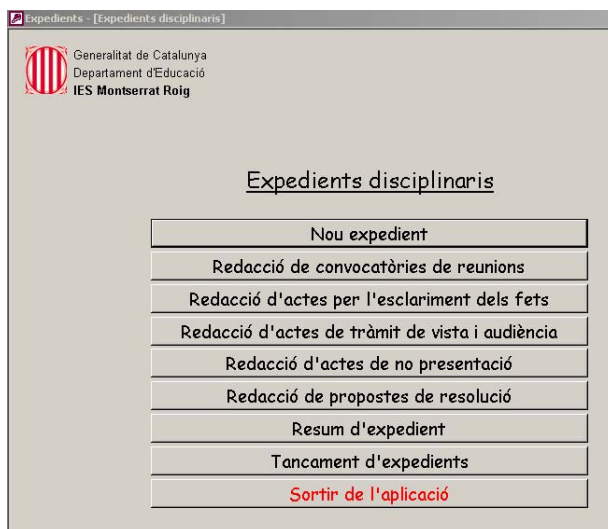 Expedients - [Expedients disciplinaris]
Generalitat de Catalunya
Departament d'Educació
IES Montserrat Roig
Expedients disciplinaris
Nou expedient
Redacció de convocatòries de reunions
Redacció d'actes per l'esclariment dels fets
Redacció d'actes de tràmit de vista i audiència
Redacció d'actes de no presentació
Redacció de propostes de resolució
Resum d'expedient
Tancament d'expedients
Sortir de l'aplicació